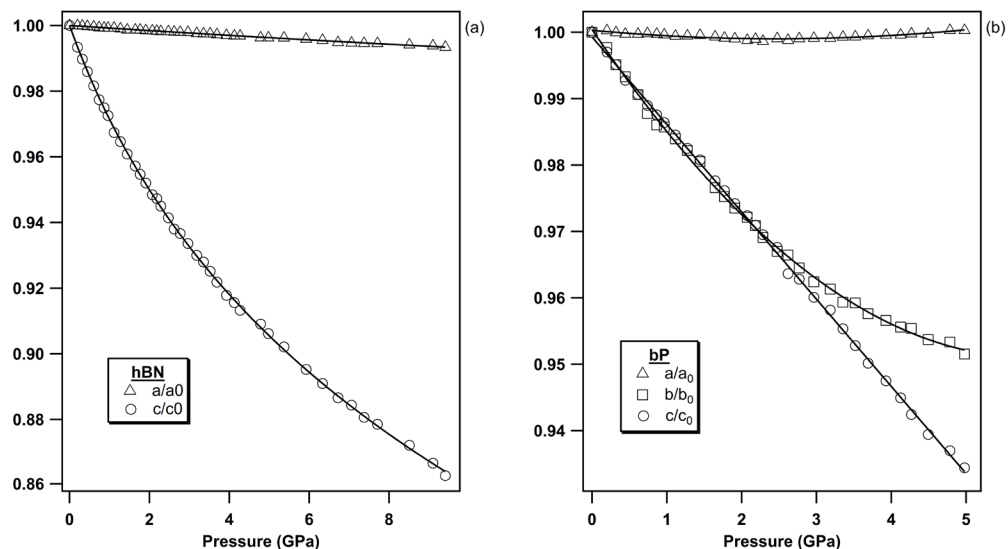 (a)
1.00
0.98
0.96
0.94
0.92
0.90
0.88
0.86
hBN
a/a0
c/c0
0
2
4
6
8
Pressure (GPa)
(b)
1.00
0.99
0.98
0.97
0.96
0.95
0.94
bP
a/a₀
b/b₀
c/c₀
0
1
2
3
4
5
Pressure (GPa)